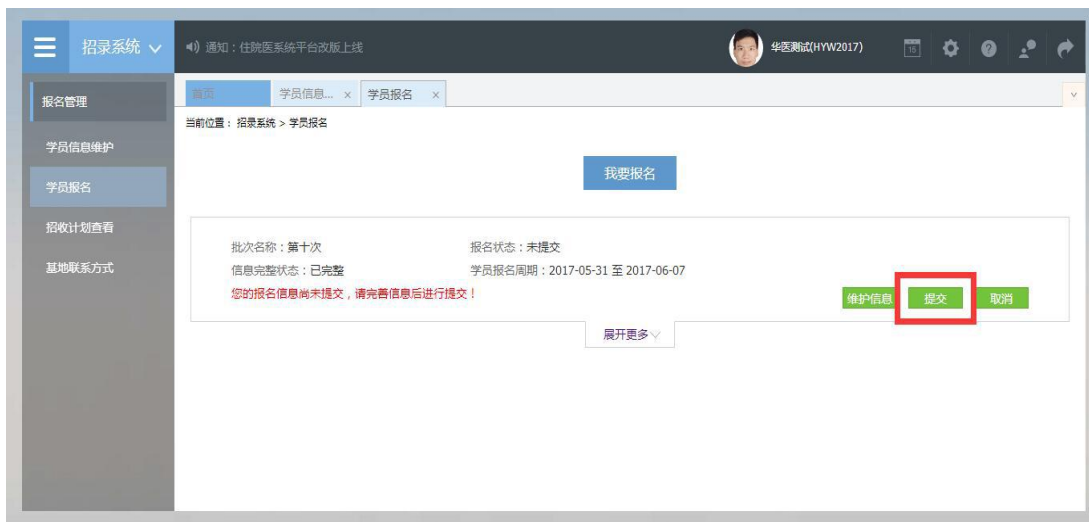 招录系统
通知：住院医系统平台改版上线
华医测试(HYW2017)
15
报名管理
首页
学员信息... ×
学员报名 ×
当前位置： 招录系统 > 学员报名
学员信息维护
学员报名
招收计划查看
基地联系方式
我要报名
批次名称：第十次
报名状态：未提交
信息完整状态：已完整
学员报名周期：2017-05-31 至 2017-06-07
您的报名信息尚未提交，请完善信息后进行提交！
维护信息
提交
取消
展开更多